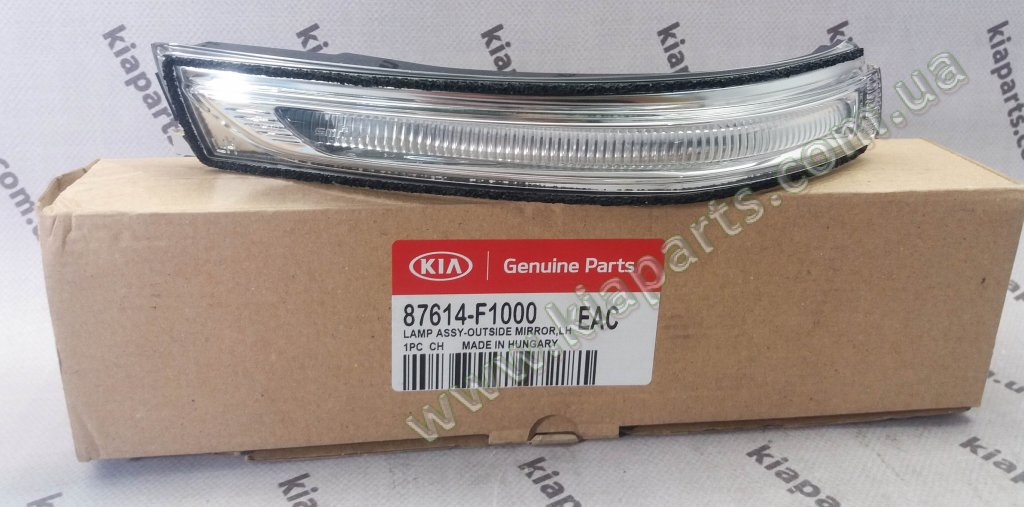 KIA Genuine Parts
87614-F1000 EAC
LAMP ASSY-OUTSIDE MIRROR,LH
1PC CH MADE IN HUNGARY
www.kiaparts.com.ua
kiaparts.com.ua